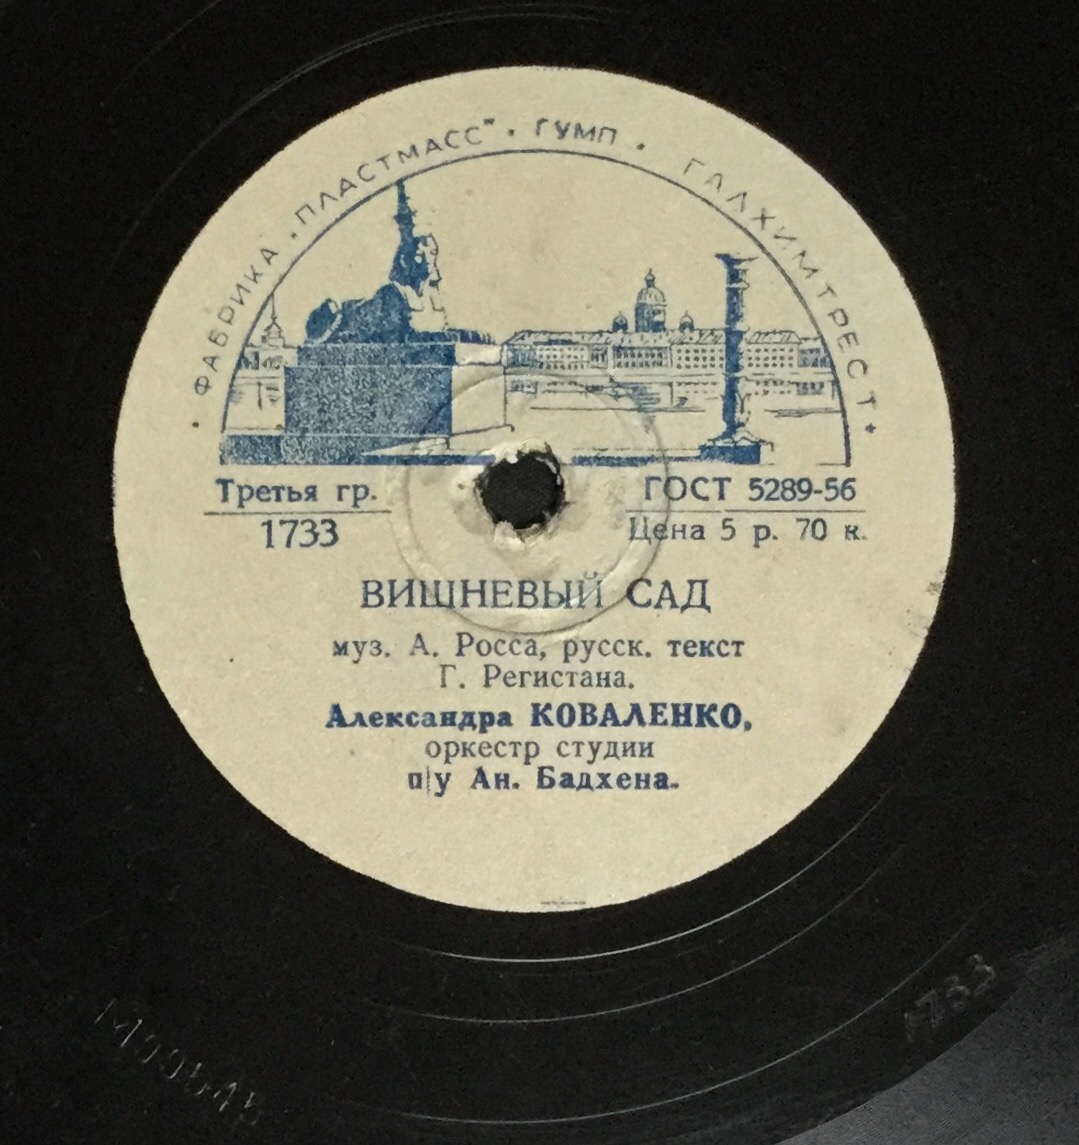 • ФАБРИКА „ПЛАСТМАСС" • ГУМП • ГАЛХИМТРЕСТ •
Третья гр.
1733
ГОСТ 5289-56
Цена 5 р. 70 к.
ВИШНЕВЫЙ САД
муз. А. Росса, русск. текст
Г. Регистана.
Александра КОВАЛЕНКО,
оркестр студии
п/у Ан. Бадхена.
1733